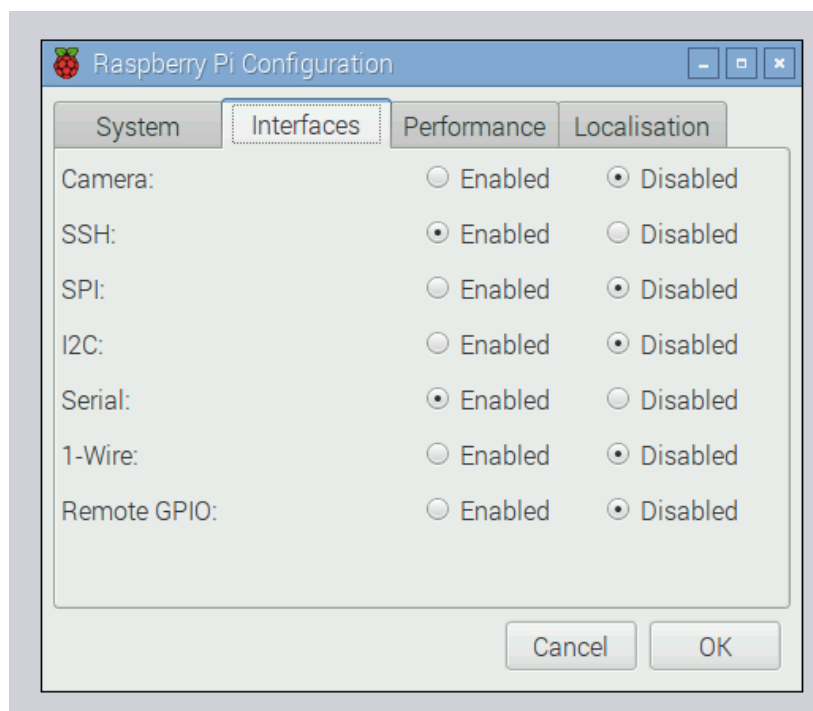 Raspberry Pi Configuration
System Interfaces Performance Localisation
Camera: Enabled Disabled
SSH: Enabled Disabled
SPI: Enabled Disabled
I2C: Enabled Disabled
Serial: Enabled Disabled
1-Wire: Enabled Disabled
Remote GPIO: Enabled Disabled
Cancel OK